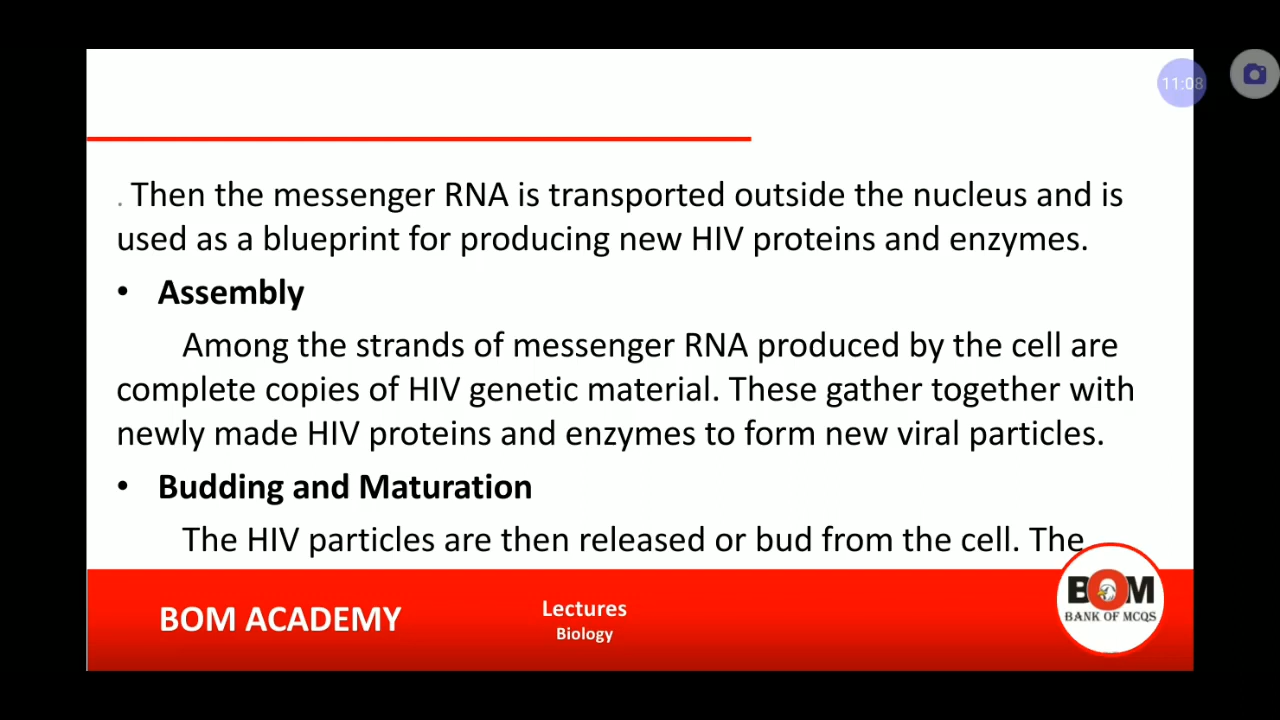 11:08
. Then the messenger RNA is transported outside the nucleus and is
used as a blueprint for producing new HIV proteins and enzymes.
• Assembly
Among the strands of messenger RNA produced by the cell are
complete copies of HIV genetic material. These gather together with
newly made HIV proteins and enzymes to form new viral particles.
• Budding and Maturation
The HIV particles are then released or bud from the cell. The
BOM ACADEMY
Lectures
Biology
BOM
BANK OF MCQS